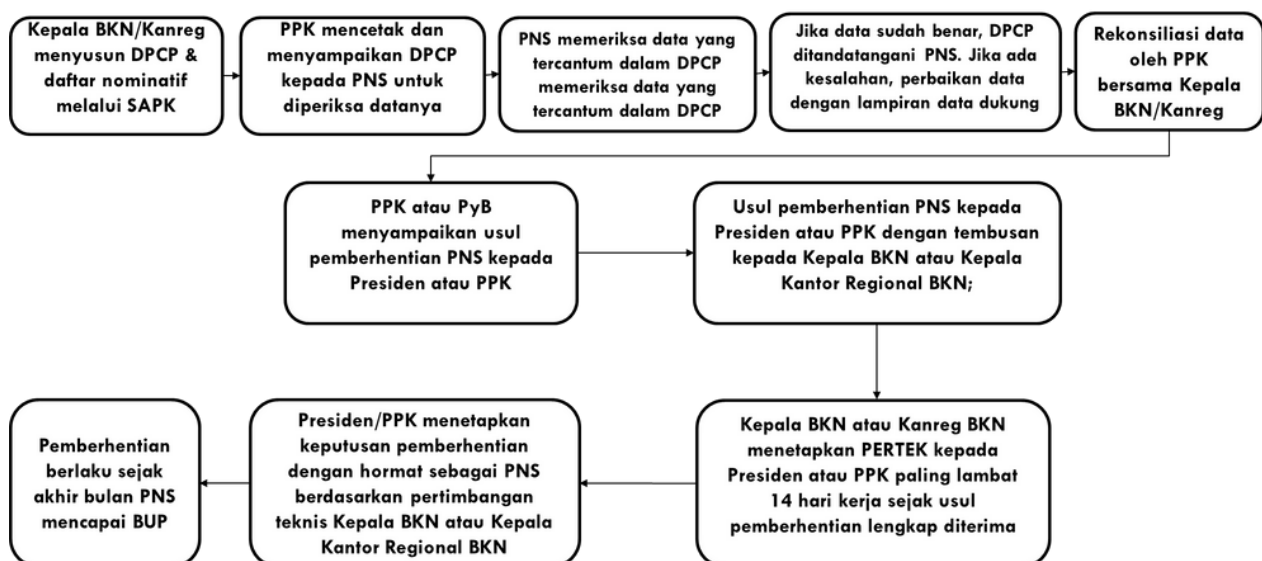 Kepala BKN/Kanreg
menyusun DPCP &
daftar nominatif
melalui SAPK
PPK mencetak dan
menyampaikan DPCP
kepada PNS untuk
diperiksa datanya
PNS memeriksa data yang
tercantum dalam DPCP
memeriksa data yang
tercantum dalam DPCP
Jika data sudah benar, DPCP
ditandatangani PNS. Jika ada
kesalahan, perbaikan data
dengan lampiran data dukung
Rekonsiliasi data
oleh PPK
bersama Kepala
BKN/Kanreg
PPK atau PyB
menyampaikan usul
pemberhentian PNS kepada
Presiden atau PPK
Usul pemberhentian PNS kepada
Presiden atau PPK dengan tembusan
kepada Kepala BKN atau Kepala
Kantor Regional BKN;
Kepala BKN atau Kanreg BKN
menetapkan PERTEK kepada
Presiden atau PPK paling lambat
14 hari kerja sejak usul
pemberhentian lengkap diterima
Presiden/PPK menetapkan
keputusan pemberhentian
dengan hormat sebagai PNS
berdasarkan pertimbangan
teknis Kepala BKN atau Kepala
Kantor Regional BKN
Pemberhentian
berlaku sejak
akhir bulan PNS
mencapai BUP